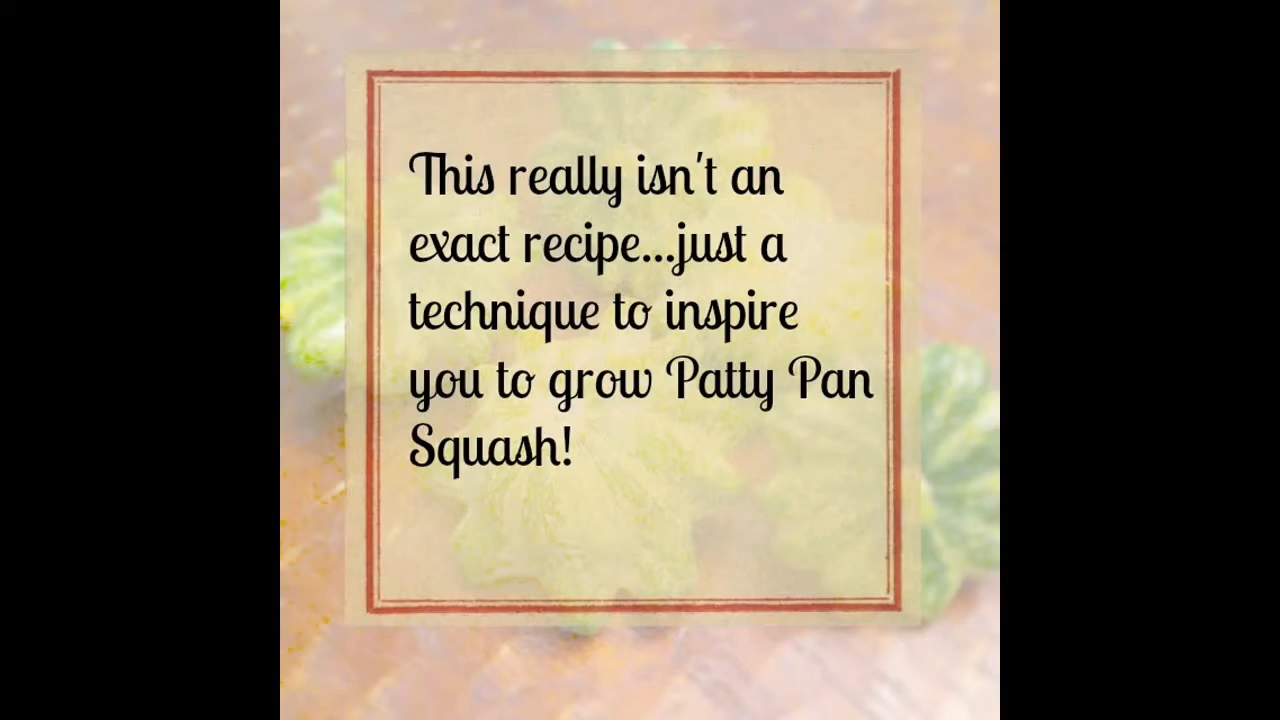 This really isn't an
exact recipe...just a
technique to inspire
you to grow Patty Pan
Squash!